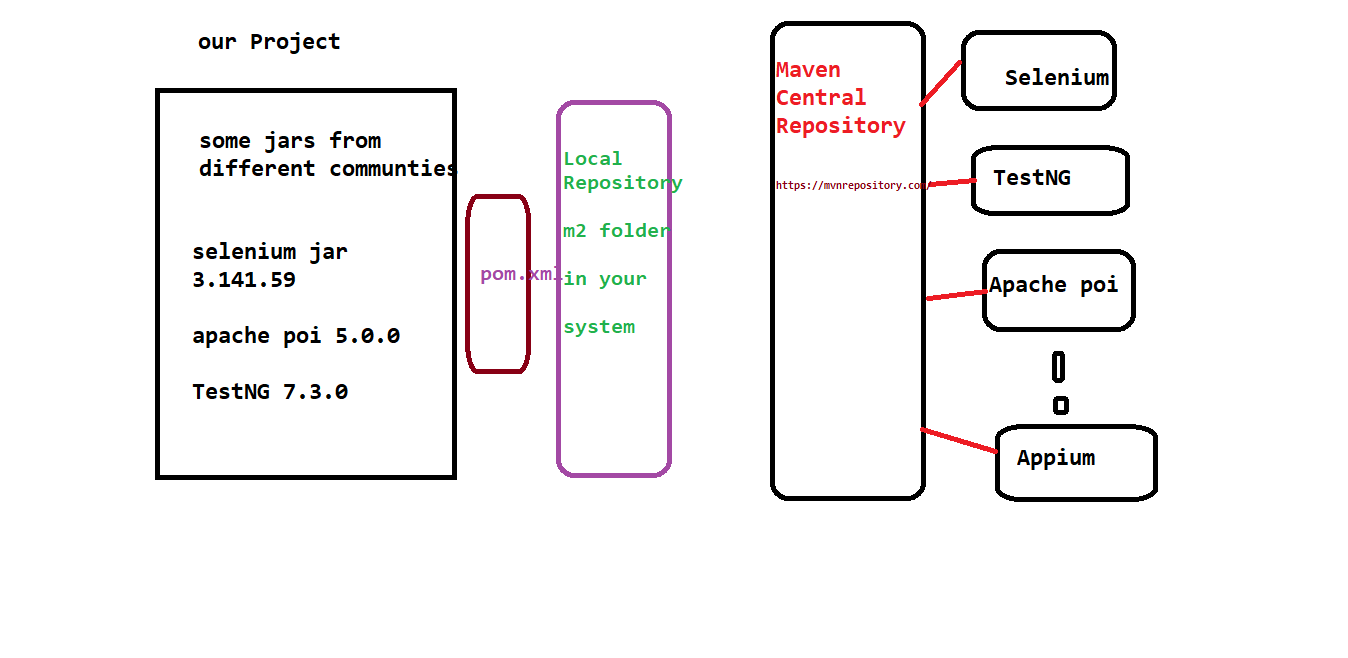 our Project
some jars from
different communties
selenium jar
3.141.59
apache poi 5.0.0
TestNG 7.3.0
pom.xml
Local
Repository
m2 folder
in your
system
Maven
Central
Repository
https://mvnrepository.com/
Selenium
TestNG
Apache poi
Appium